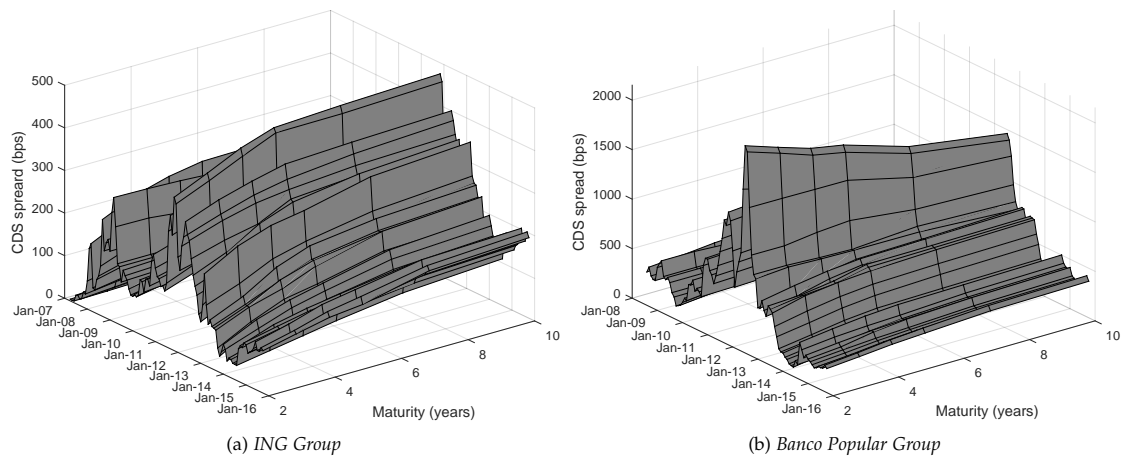 500
400
300
200
100
0
CDS spreard (bps)
Jan-07
Jan-08
Jan-09
Jan-10
Jan-11
Jan-12
Jan-13
Jan-14
Jan-15
Jan-16
2
4
6
8
10
Maturity (years)
(a) ING Group
2000
1500
1000
500
0
CDS spread (bps)
Jan-08
Jan-09
Jan-10
Jan-11
Jan-12
Jan-13
Jan-14
Jan-15
Jan-16
2
4
6
8
10
Maturity (years)
(b) Banco Popular Group